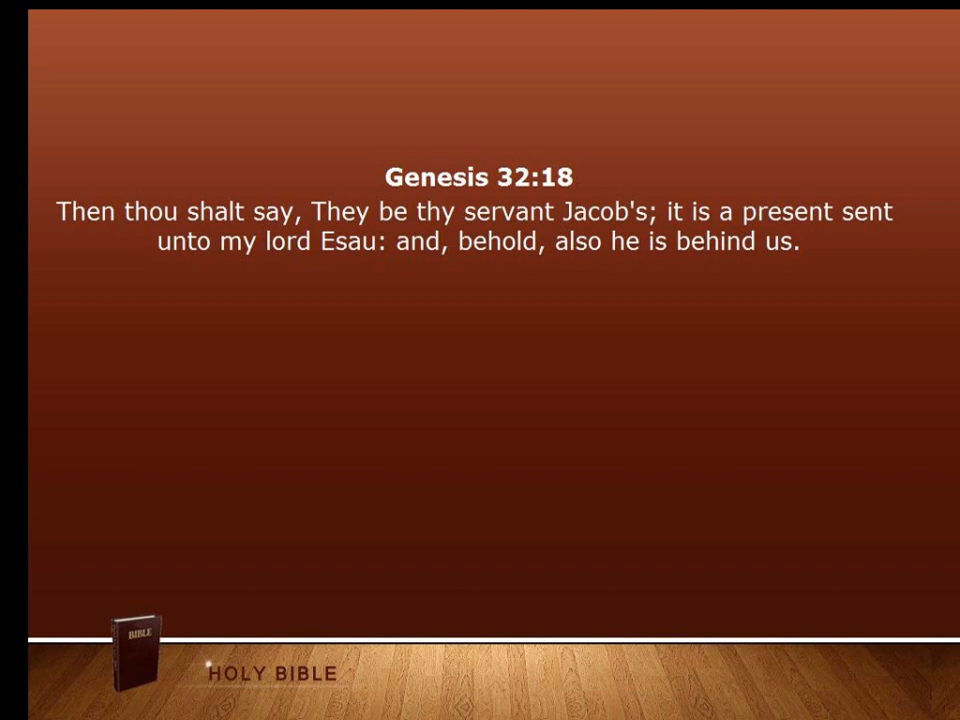 Genesis 32:18
Then thou shalt say, They be thy servant Jacob's; it is a present sent
unto my lord Esau: and, behold, also he is behind us.
BIBLE
HOLY BIBLE